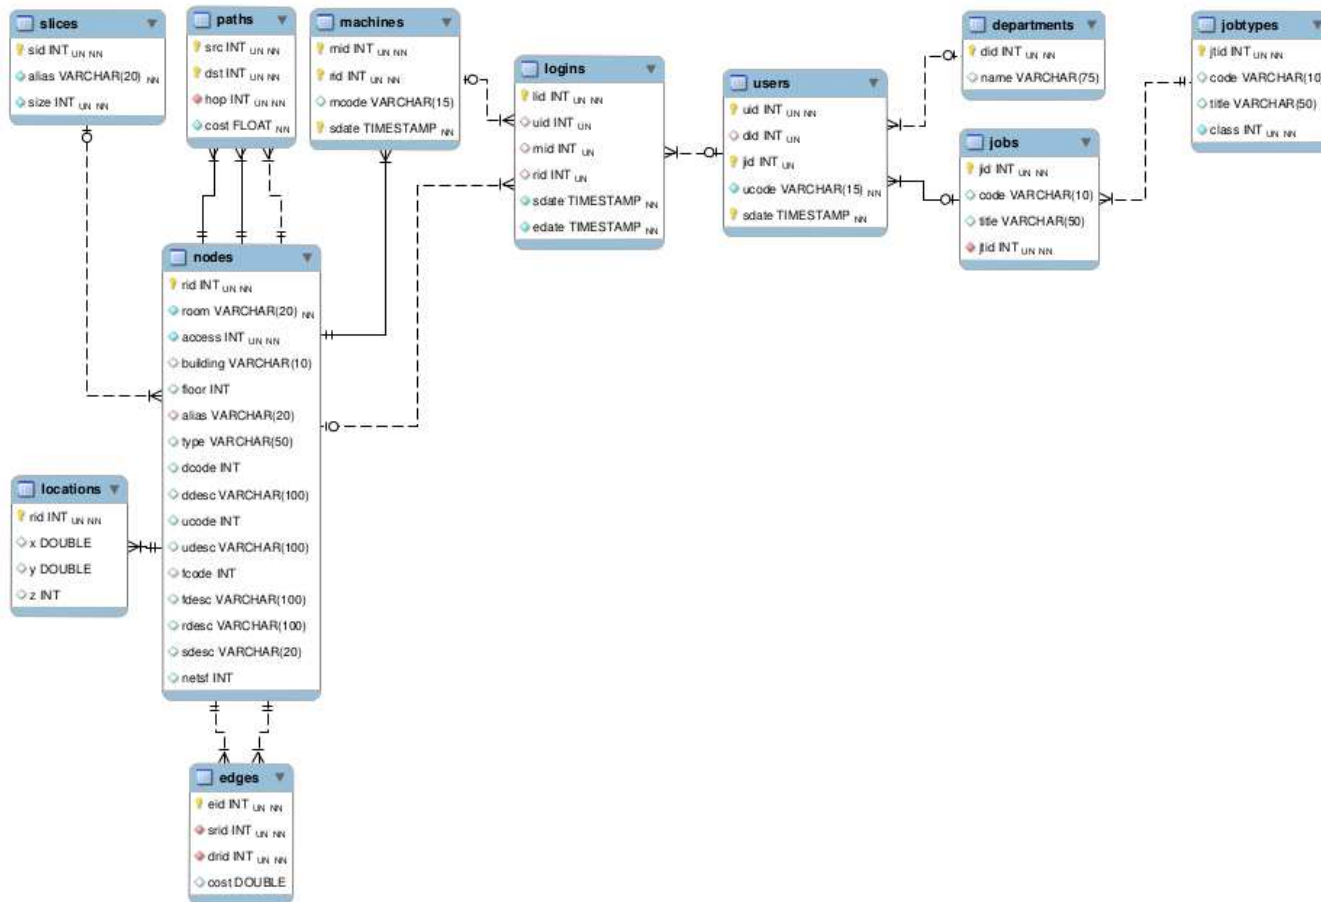 slices
sid INT UN NN
alias VARCHAR(20) NN
size INT UN NN
paths
src INT UN NN
dst INT UN NN
hop INT UN NN
cost FLOAT NN
machines
mid INT UN NN
rid INT UN NN
mcode VARCHAR(15)
sdate TIMESTAMP NN
logins
lid INT UN NN
uid INT UN
mid INT UN
rid INT UN
sdate TIMESTAMP NN
edate TIMESTAMP NN
users
uid INT UN NN
did INT UN
jid INT UN
ucode VARCHAR(15) NN
sdate TIMESTAMP NN
departments
did INT UN NN
name VARCHAR(75)
jobs
jid INT UN NN
code VARCHAR(10)
title VARCHAR(50)
jtid INT UN NN
jobtypes
jtid INT UN NN
code VARCHAR(10
title VARCHAR(50)
class INT UN NN
nodes
rid INT UN NN
room VARCHAR(20) NN
access INT UN NN
building VARCHAR(10)
floor INT
alias VARCHAR(20)
type VARCHAR(50)
dcode INT
ddesc VARCHAR(100)
ucode INT
udesc VARCHAR(100)
fcode INT
fdesc VARCHAR(100)
rdesc VARCHAR(100)
sdesc VARCHAR(20)
netsf INT
locations
rid INT UN NN
x DOUBLE
y DOUBLE
z INT
edges
eid INT UN NN
srid INT UN NN
drid INT UN NN
cost DOUBLE